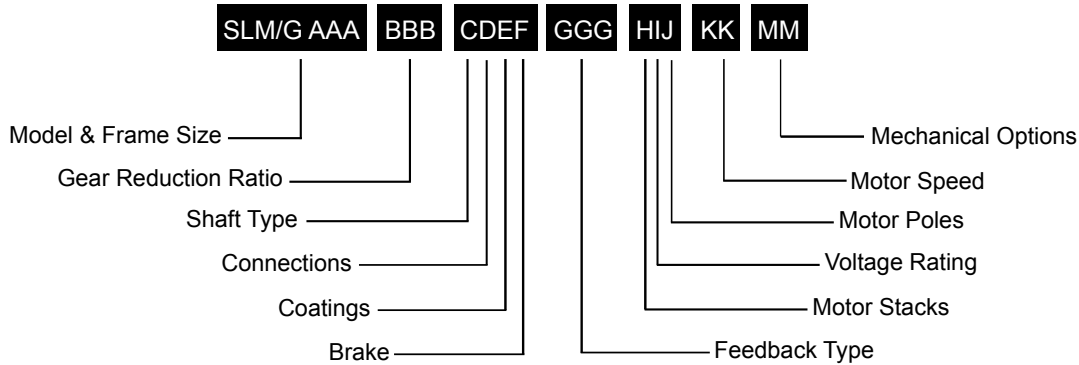 SLM/G AAA BBB CDEF GGG HIJ KK MM
Model & Frame Size
Mechanical Options
Gear Reduction Ratio
Motor Speed
Shaft Type
Motor Poles
Connections
Voltage Rating
Coatings
Motor Stacks
Brake
Feedback Type